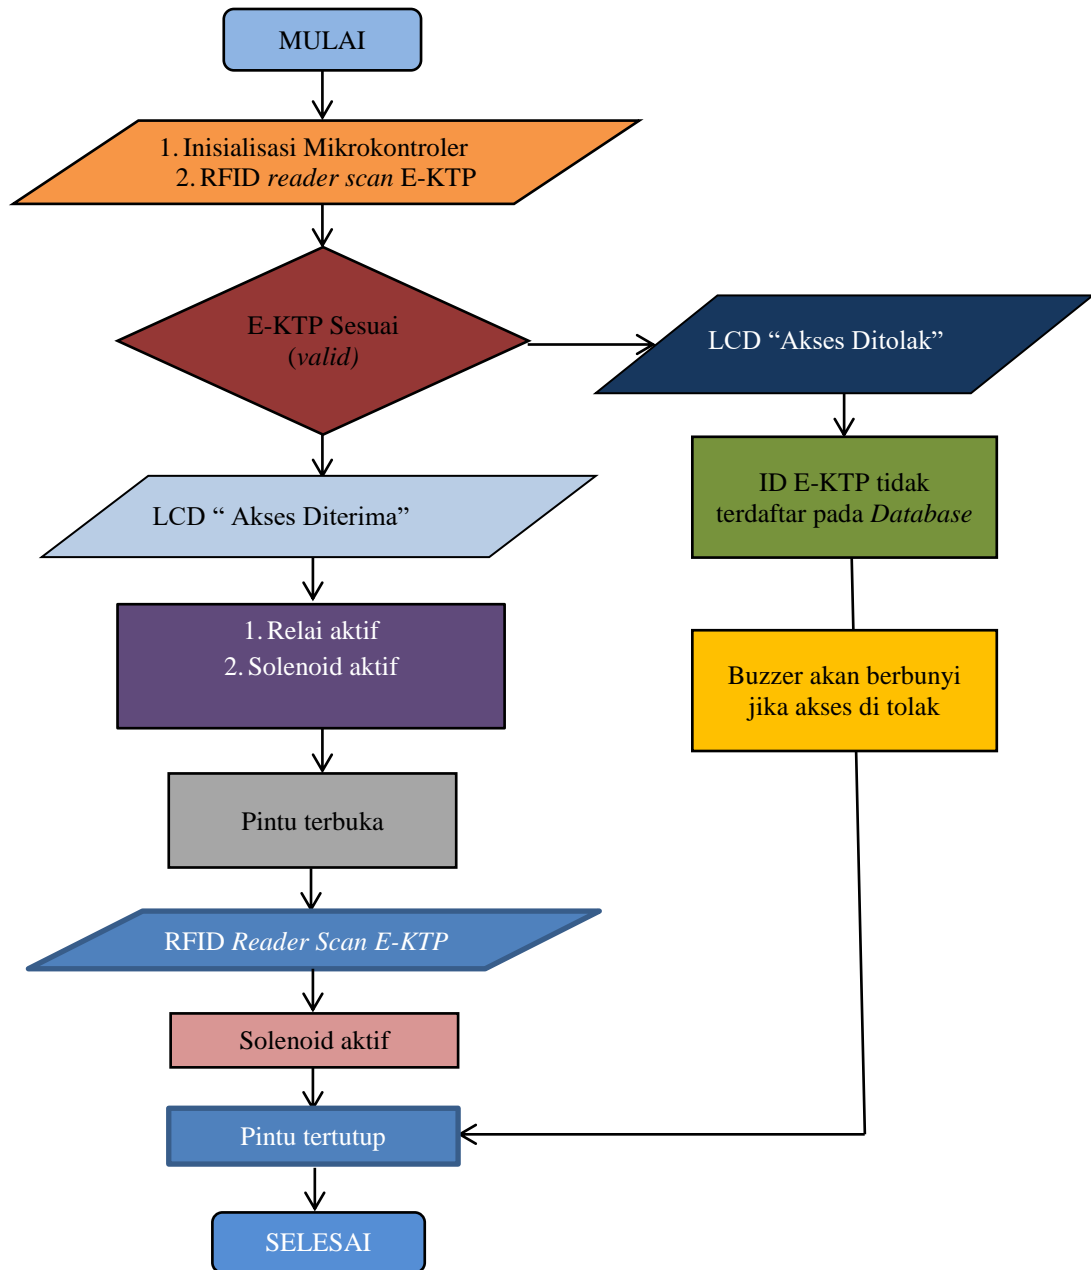 MULAI
1. Inisialisasi Mikrokontroler
2. RFID reader scan E-KTP
E-KTP Sesuai
(valid)
LCD “Akses Ditolak”
ID E-KTP tidak
terdaftar pada Database
Buzzer akan berbunyi
jika akses di tolak
LCD “ Akses Diterima”
1. Relai aktif
2. Solenoid aktif
Pintu terbuka
RFID Reader Scan E-KTP
Solenoid aktif
Pintu tertutup
SELESAI